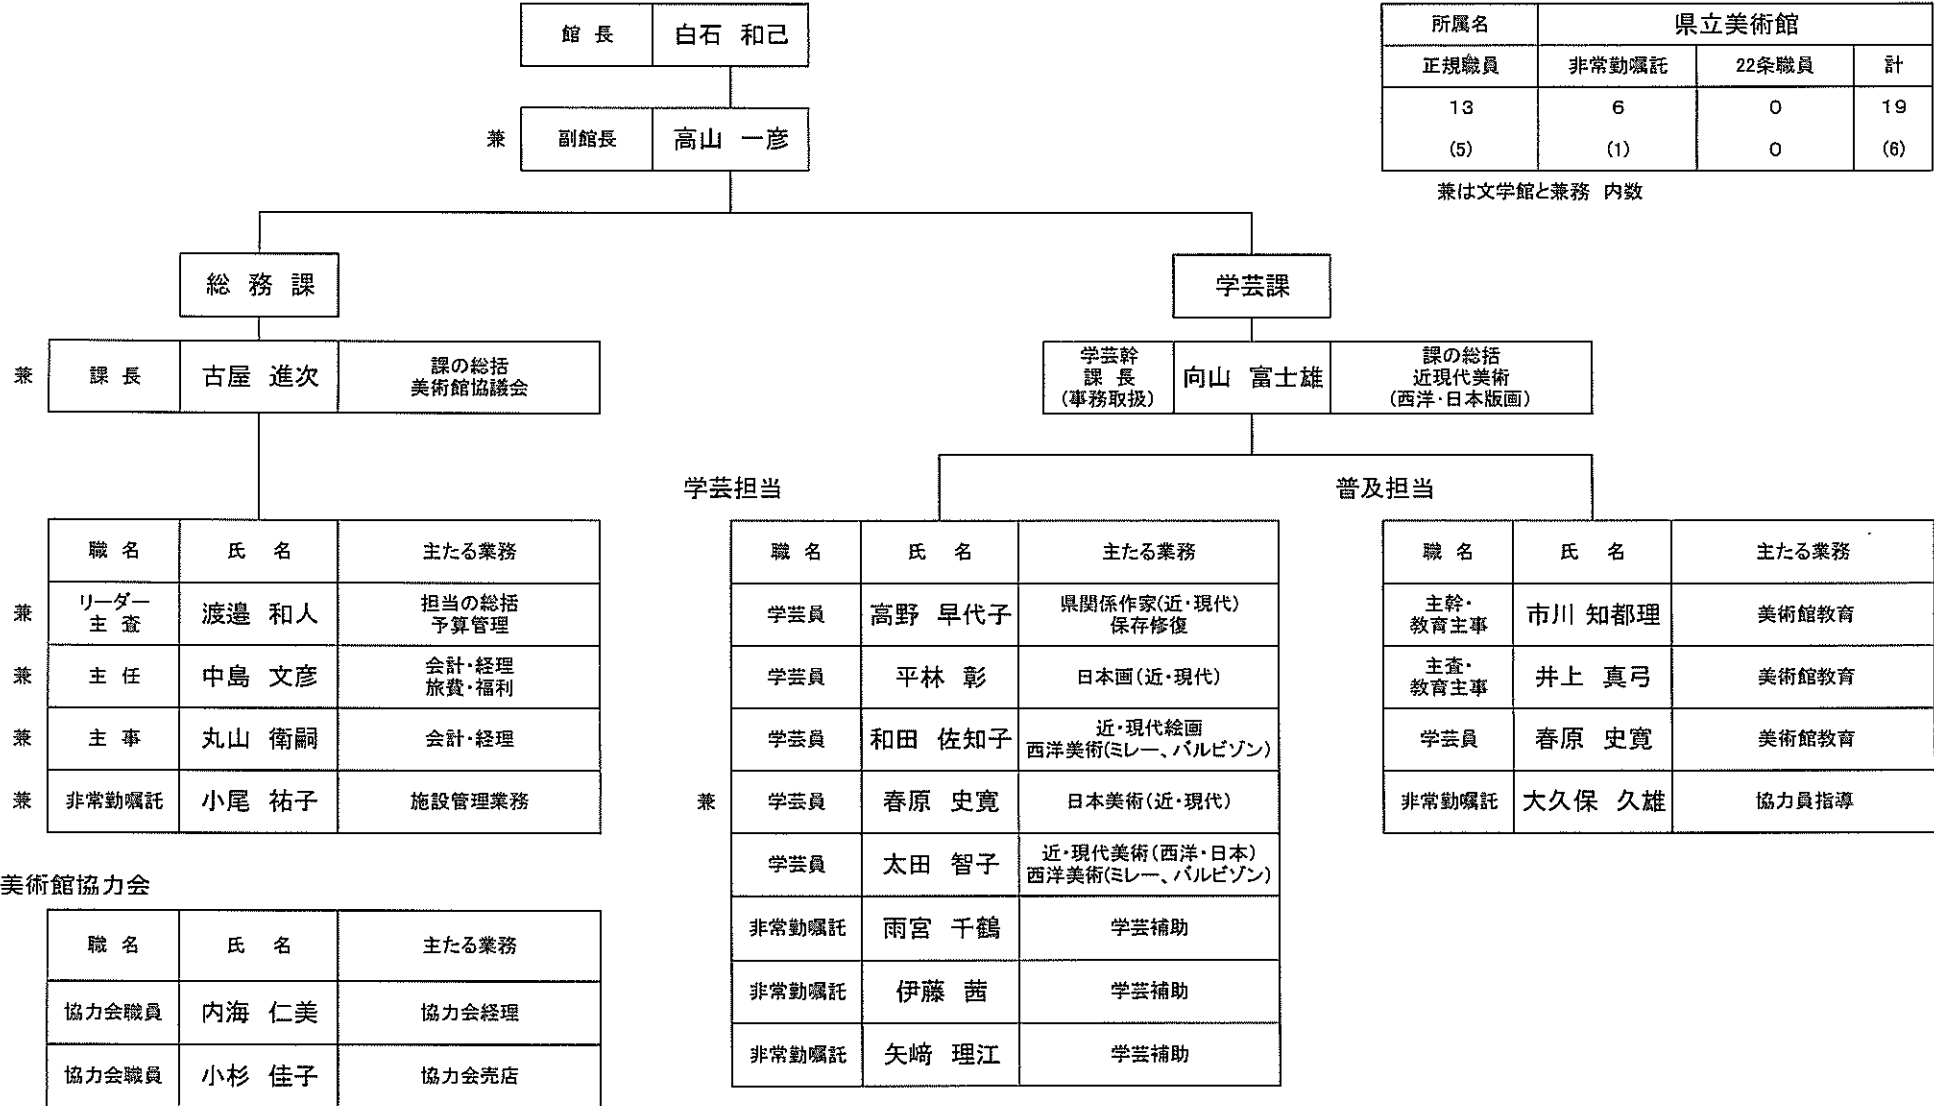 館 長 白石 和己
兼 副館長 高山 一彦
所属名 県立美術館
正規職員 非常勤嘱託 22条職員 計
13 6 0 19
(5) (1) 0 (6)
兼は文学館と兼務 内数
総 務 課
兼 課 長 古屋 進次 課の総括
美術館協議会
職 名 氏 名 主たる業務
兼 リーダー
主 査 渡邉 和人 担当の総括
予算管理
兼 主 任 中島 文彦 会計・経理
旅費・福利
兼 主 事 丸山 衛嗣 会計・経理
兼 非常勤嘱託 小尾 祐子 施設管理業務
美術館協力会
職 名 氏 名 主たる業務
協力会職員 内海 仁美 協力会経理
協力会職員 小杉 佳子 協力会売店
学芸課
学芸幹
課 長
(事務取扱)
向山 富士雄
課の総括
近現代美術
(西洋・日本版画)
学芸担当
職 名 氏 名 主たる業務
学芸員 高野 早代子 県関係作家(近・現代)
保存修復
学芸員 平林 彰 日本画(近・現代)
学芸員 和田 佐知子 近・現代絵画
西洋美術(ミレー、バルビゾン)
兼 学芸員 春原 史寛 日本美術(近・現代)
学芸員 太田 智子 近・現代美術(西洋・日本)
西洋美術(ミレー、バルビゾン)
非常勤嘱託 雨宮 千鶴 学芸補助
非常勤嘱託 伊藤 茜 学芸補助
非常勤嘱託 矢﨑 理江 学芸補助
普及担当
職 名 氏 名 主たる業務
主幹・
教育主事 市川 知都理 美術館教育
主査・
教育主事 井上 真弓 美術館教育
学芸員 春原 史寛 美術館教育
非常勤嘱託 大久保 久雄 協力員指導